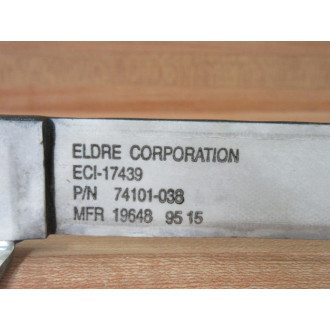 ELDRE CORPORATION
ECI-17439
P/N 74101-038
MFR 19648 95 15